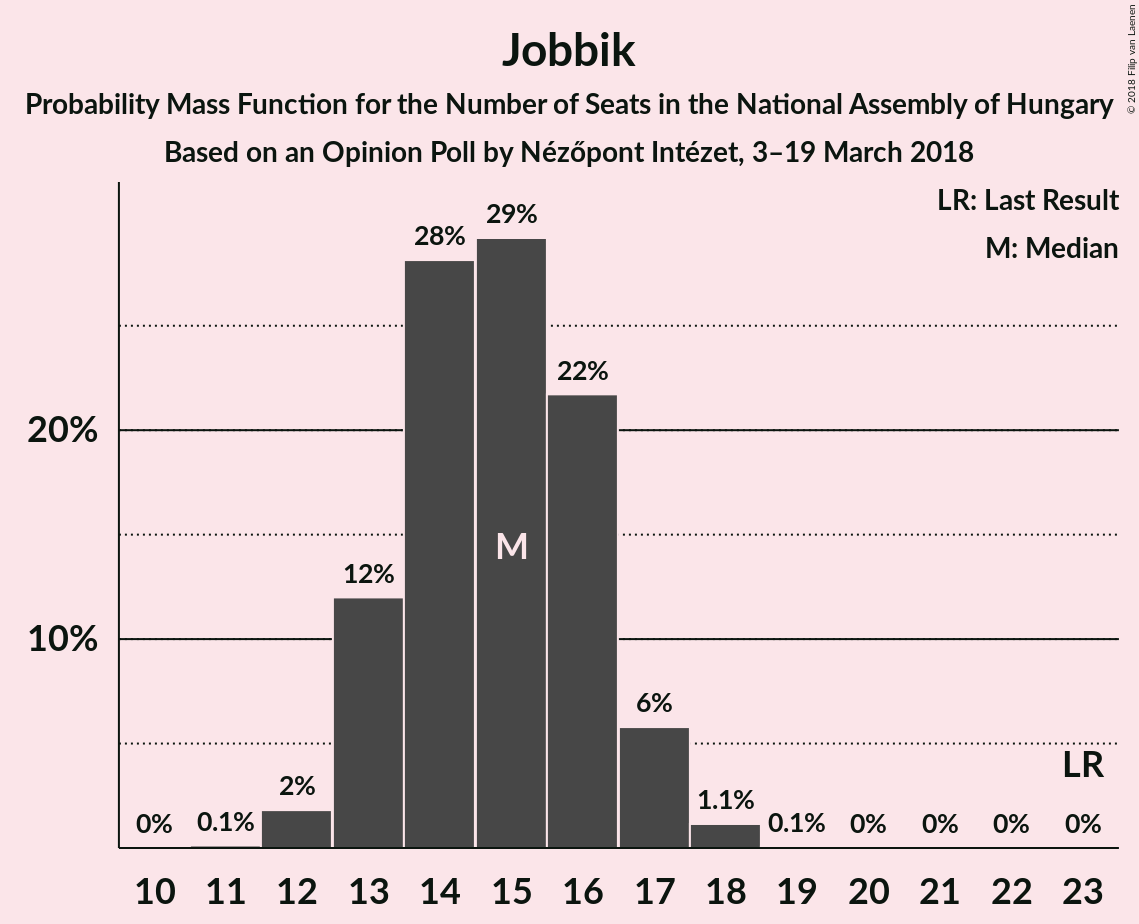 Jobbik
Probability Mass Function for the Number of Seats in the National Assembly of Hungary
Based on an Opinion Poll by Nézőpont Intézet, 3–19 March 2018
© 2018 Filip van Laenen
LR: Last Result
M: Median
29%
28%
22%
20%
M
12%
10%
6%
LR
2%
1.1%
0% 0.1% 0.1% 0% 0% 0% 0%
10 11 12 13 14 15 16 17 18 19 20 21 22 23